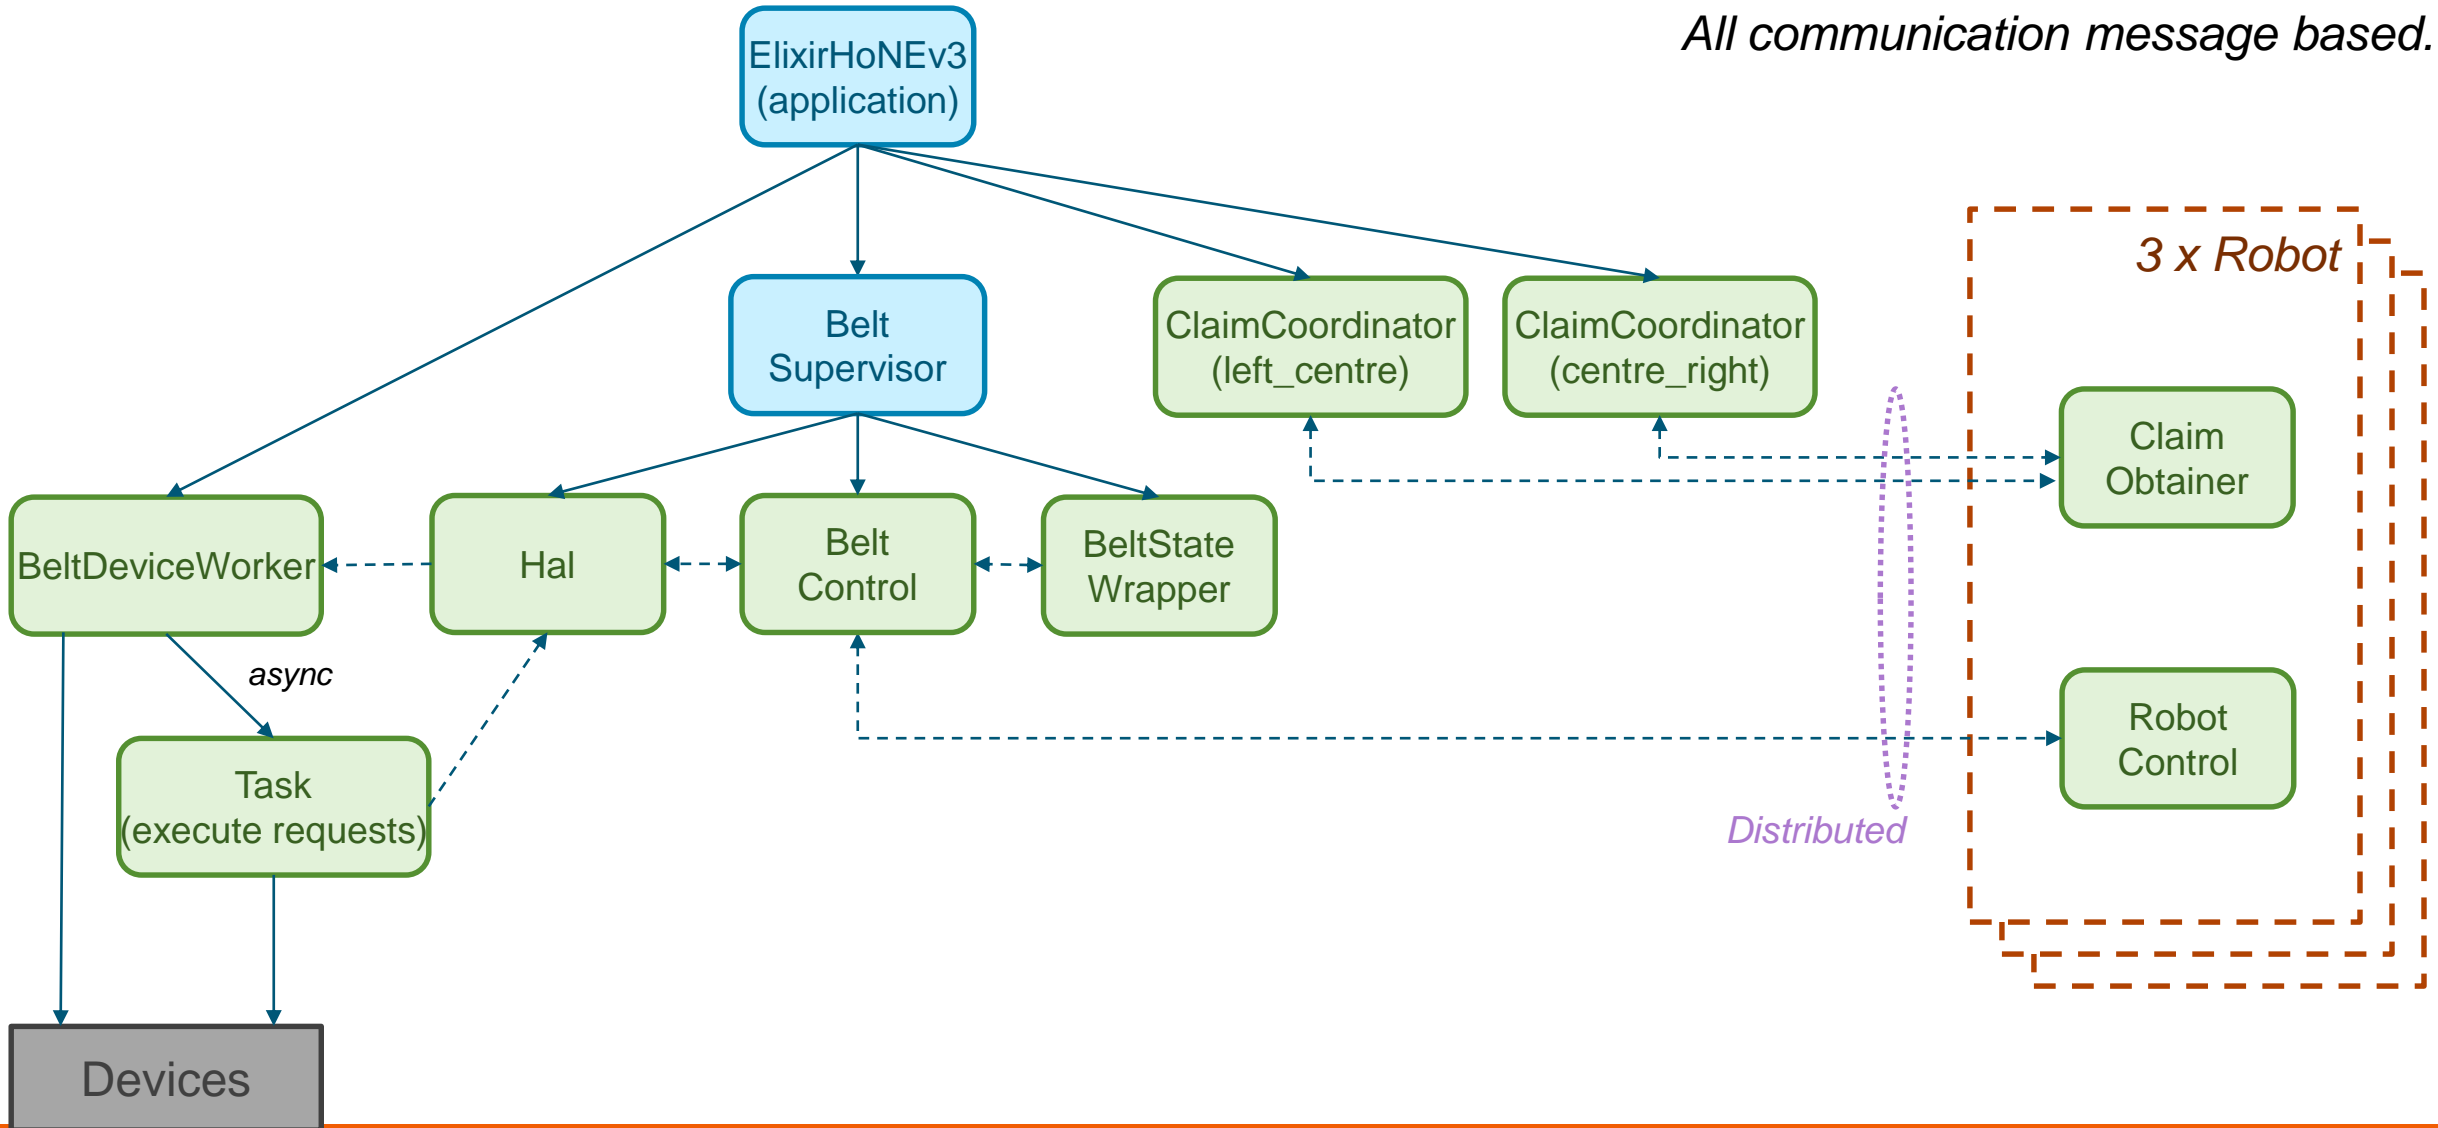 ElixirHoNEv3
(application)
All communication message based.
3 x Robot
Belt
Supervisor
ClaimCoordinator
(left_centre)
ClaimCoordinator
(centre_right)
Claim
Obtainer
BeltDeviceWorker
Hal
Belt
Control
BeltState
Wrapper
async
Robot
Control
Task
(execute requests)
Distributed
Devices